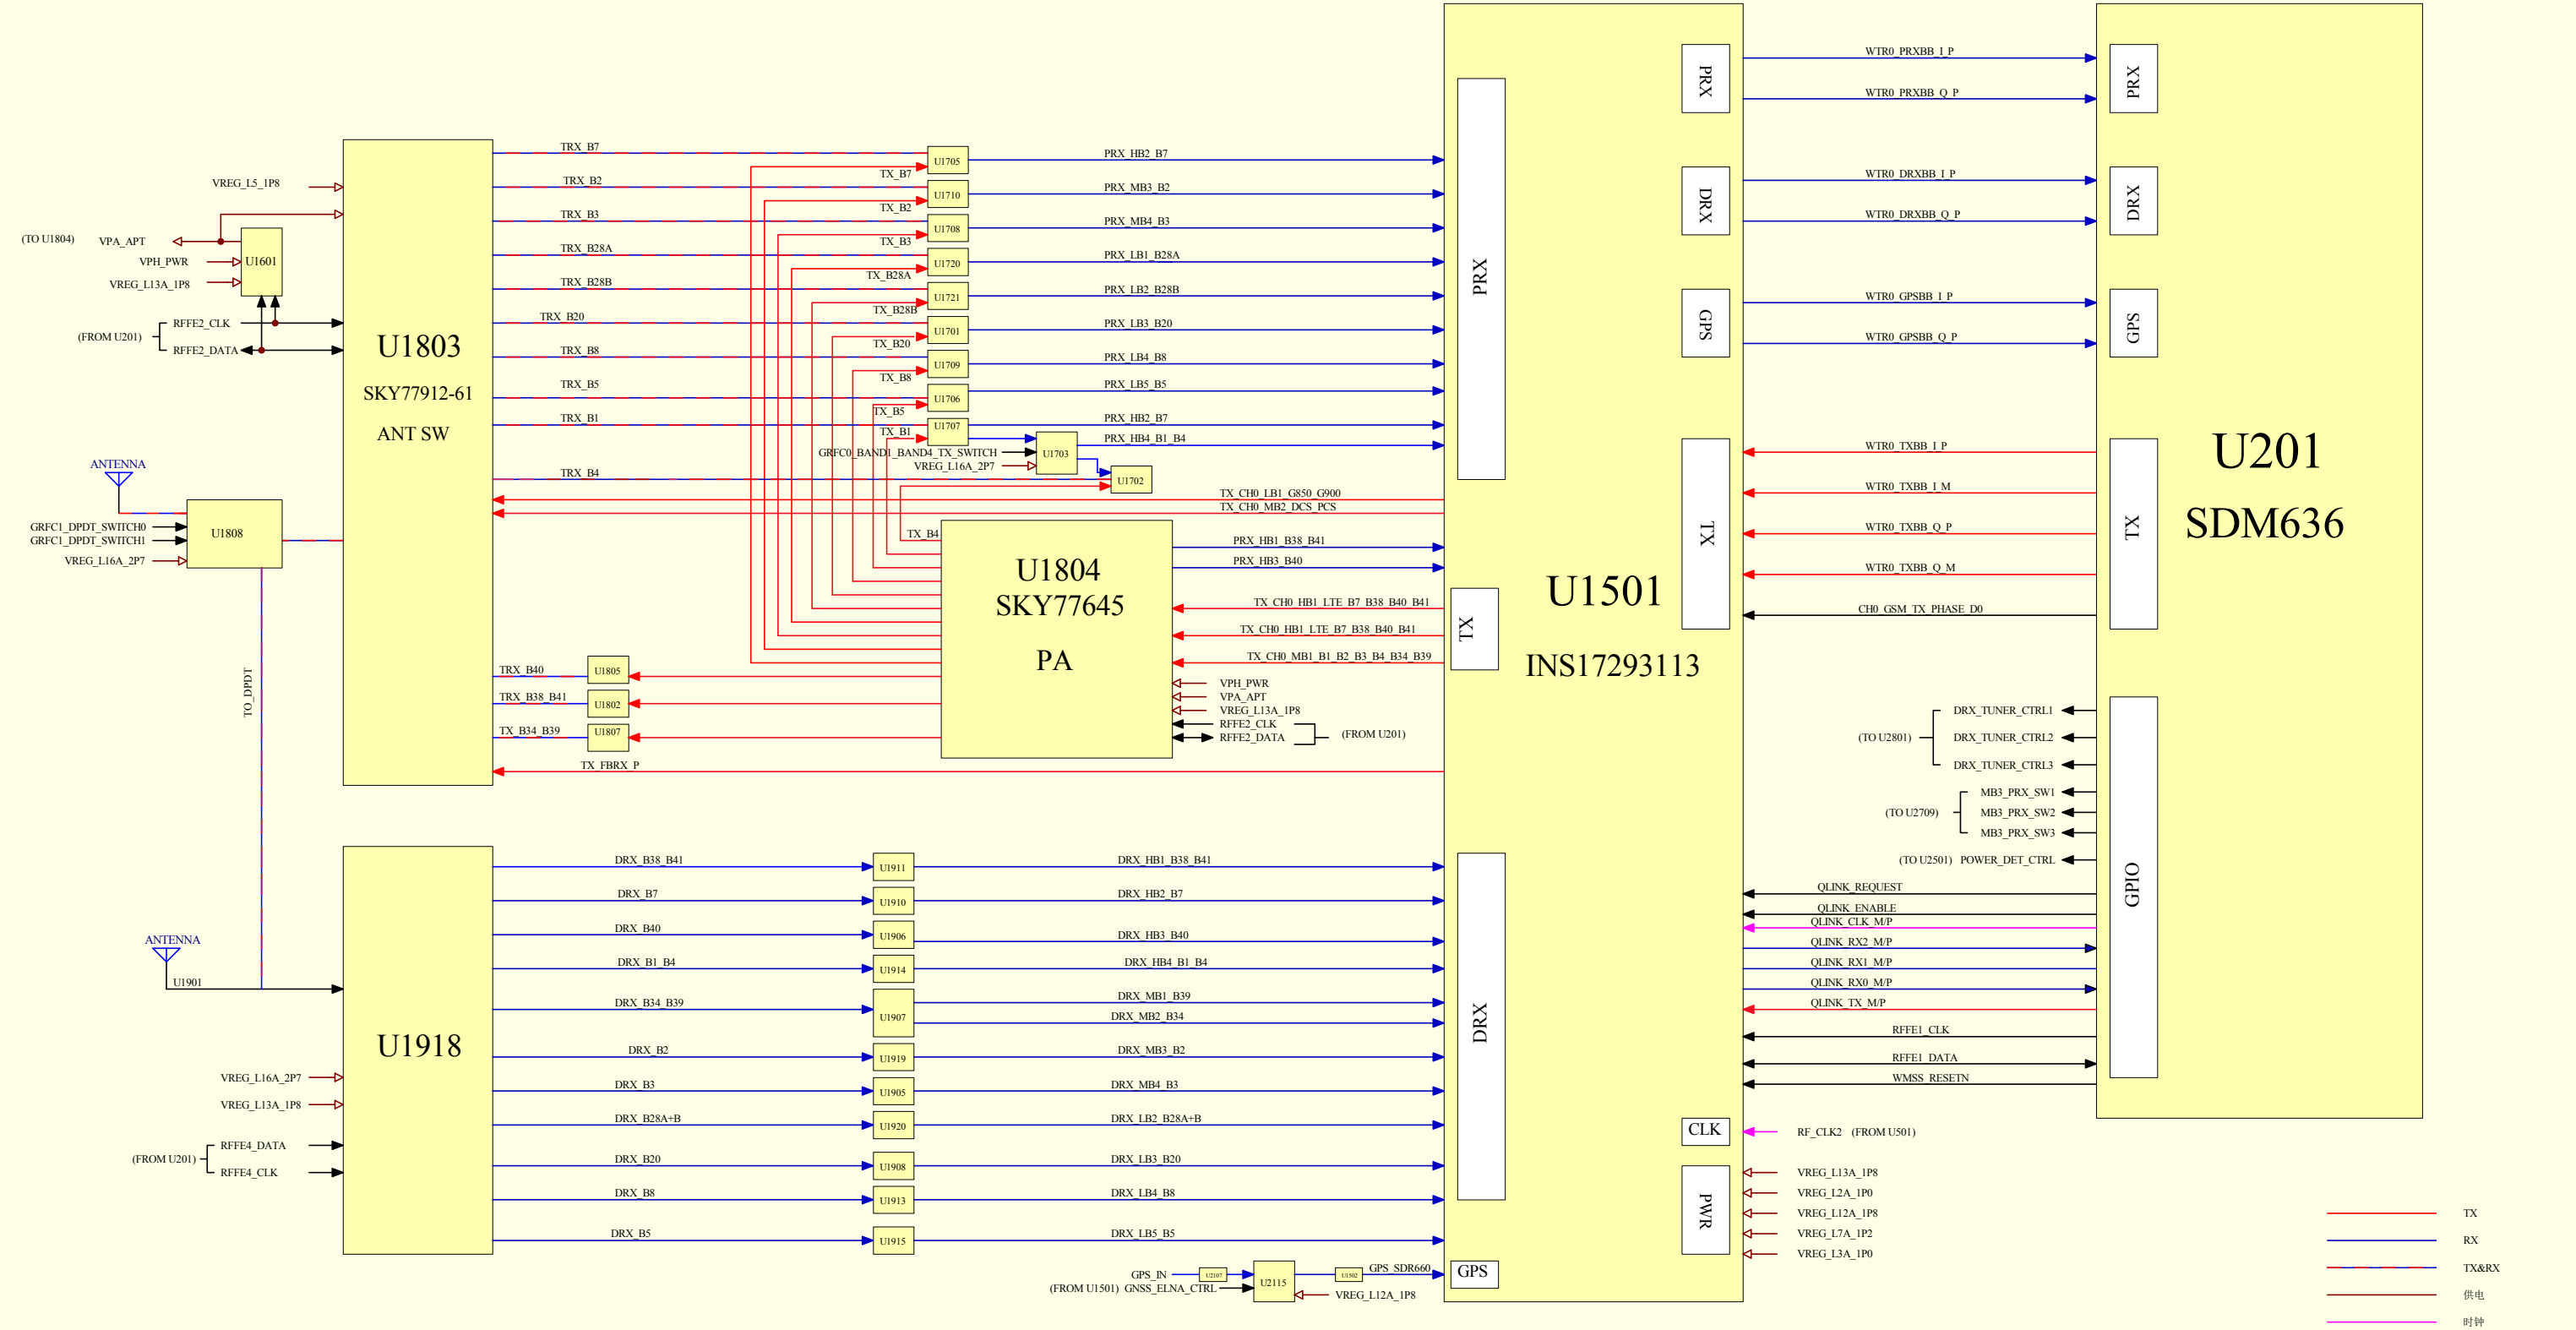 VREG_L5_1P8
(TO U1804)
VPA_APT
VPH_PWR
VREG_L13A_1P8
U1601
(FROM U201)
RFFE2_CLK
RFFE2_DATA
ANTENNA
GRFC1_DPDT_SWITCH0
GRFC1_DPDT_SWITCH1
VREG_L16A_2P7
U1808
TO_DPDT
U1803
SKY77912-61
ANT SW
TRX_B7
TRX_B2
TRX_B3
TRX_B28A
TRX_B28B
TRX_B20
TRX_B8
TRX_B5
TRX_B1
TRX_B4
TRX_B40
TRX_B38_B41
TX_B34_B39
TX_FBRX_P
U1805
U1802
U1807
TX_B7
TX_B2
TX_B3
TX_B28A
TX_B28B
TX_B20
TX_B8
TX_B5
TX_B1
GRFC0_BAND1_BAND4_TX_SWITCH
VREG_L16A_2P7
TX_B4
U1705
U1710
U1708
U1720
U1721
U1701
U1709
U1706
U1707
U1703
U1702
PRX_HB2_B7
PRX_MB3_B2
PRX_MB4_B3
PRX_LB1_B28A
PRX_LB2_B28B
PRX_LB3_B20
PRX_LB4_B8
PRX_LB5_B5
PRX_HB2_B7
PRX_HB4_B1_B4
TX_CH0_LB1_G850_G900
TX_CH0_MB2_DCS_PCS
U1804
SKY77645
PA
PRX_HB1_B38_B41
PRX_HB3_B40
TX_CH0_HB1_LTE_B7_B38_B40_B41
TX_CH0_HB1_LTE_B7_B38_B40_B41
TX_CH0_MB1_B1_B2_B3_B4_B34_B39
VPH_PWR
VPA_APT
VREG_L13A_1P8
RFFE2_CLK
RFFE2_DATA
(FROM U201)
ANTENNA
U1901
VREG_L16A_2P7
VREG_L13A_1P8
(FROM U201)
RFFE4_DATA
RFFE4_CLK
U1918
DRX_B38_B41
DRX_B7
DRX_B40
DRX_B1_B4
DRX_B34_B39
DRX_B2
DRX_B3
DRX_B28A+B
DRX_B20
DRX_B8
DRX_B5
U1911
U1910
U1906
U1914
U1907
U1919
U1905
U1920
U1908
U1913
U1915
DRX_HB1_B38_B41
DRX_HB2_B7
DRX_HB3_B40
DRX_HB4_B1_B4
DRX_MB1_B39
DRX_MB2_B34
DRX_MB3_B2
DRX_MB4_B3
DRX_LB2_B28A+B
DRX_LB3_B20
DRX_LB4_B8
DRX_LB5_B5
GPS_IN
U2107
(FROM U1501) GNSS_ELNA_CTRL
U2115
U1502
GPS_SDR660
VREG_L12A_1P8
PRX
TX
DRX
GPS
U1501
INS17293113
PRX
DRX
GPS
TX
CLK
PWR
WTR0_PRXBB_I_P
WTR0_PRXBB_Q_P
WTR0_DRXBB_I_P
WTR0_DRXBB_Q_P
WTR0_GPSBB_I_P
WTR0_GPSBB_Q_P
WTR0_TXBB_I_P
WTR0_TXBB_I_M
WTR0_TXBB_Q_P
WTR0_TXBB_Q_M
CH0_GSM_TX_PHASE_D0
(TO U2801)
DRX_TUNER_CTRL1
DRX_TUNER_CTRL2
DRX_TUNER_CTRL3
(TO U2709)
MB3_PRX_SW1
MB3_PRX_SW2
MB3_PRX_SW3
(TO U2501) POWER_DET_CTRL
QLINK_REQUEST
QLINK_ENABLE
QLINK_CLK_M/P
QLINK_RX2_M/P
QLINK_RX1_M/P
QLINK_RX0_M/P
QLINK_TX_M/P
RFFE1_CLK
RFFE1_DATA
WMSS_RESETN
RF_CLK2 (FROM U501)
VREG_L13A_1P8
VREG_L2A_1P0
VREG_L12A_1P8
VREG_L7A_1P2
VREG_L3A_1P0
PRX
DRX
GPS
TX
GPIO
U201
SDM636
TX
RX
TX&RX
供电
时钟